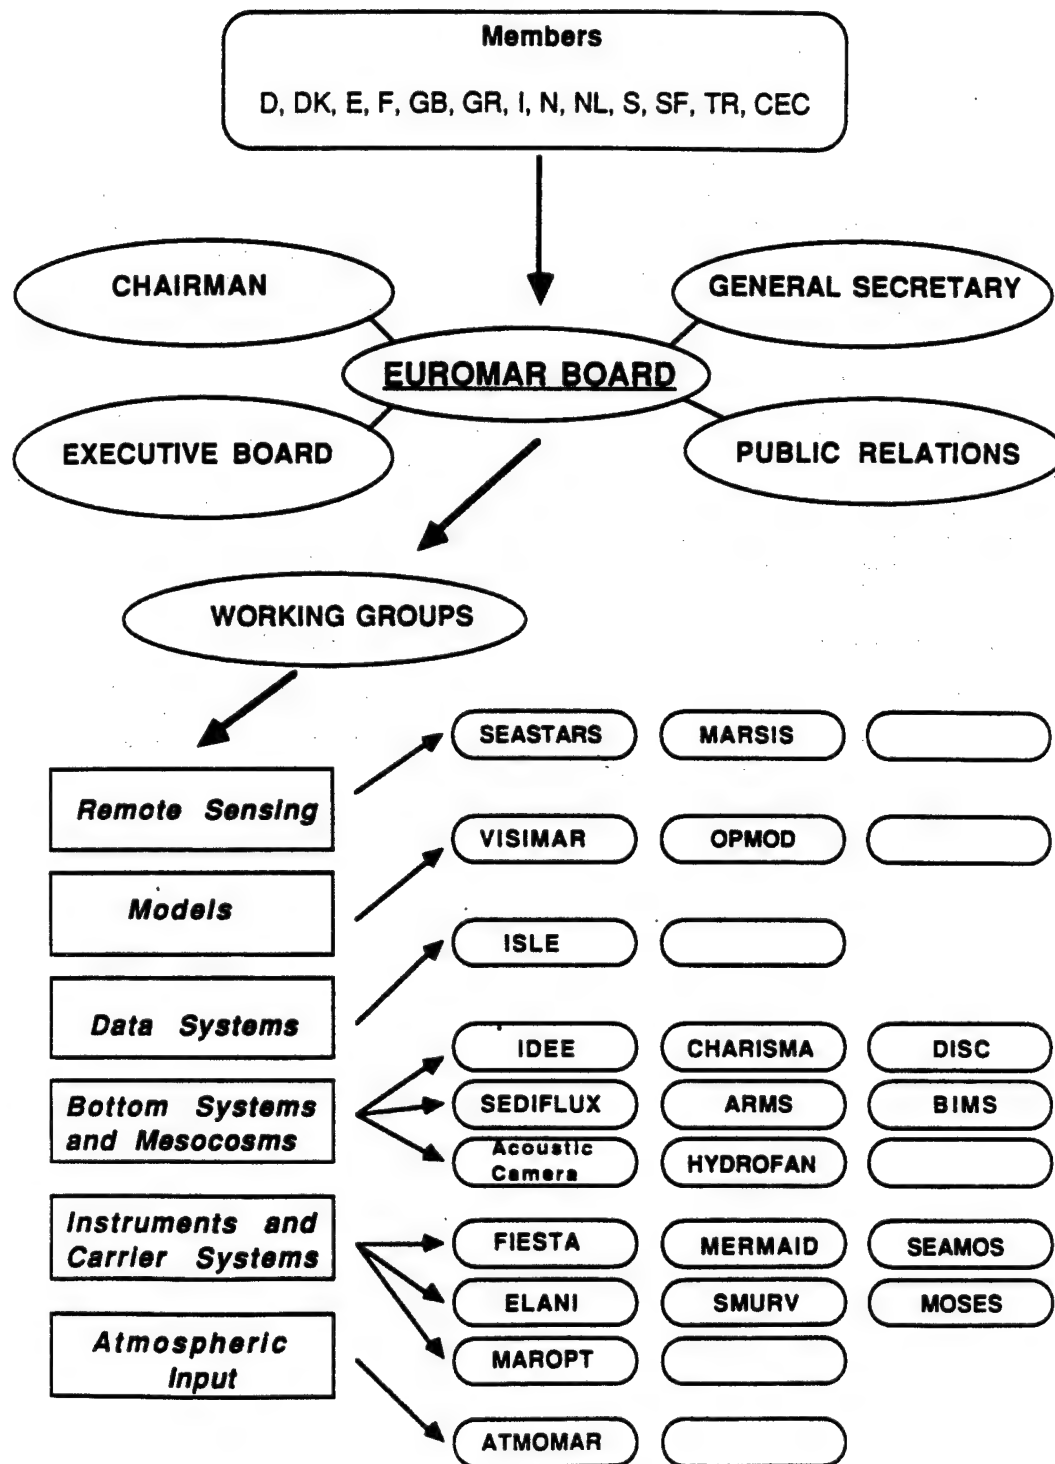 Members
D, DK, E, F, GB, GR, I, N, NL, S, SF, TR, CEC
CHAIRMAN
GENERAL SECRETARY
EUROMAR BOARD
EXECUTIVE BOARD
PUBLIC RELATIONS
WORKING GROUPS
Remote Sensing
SEASTARS
MARSIS
Models
VISIMAR
OPMOD
Data Systems
ISLE
Bottom Systems
and Mesocosms
IDEE
CHARISMA
DISC
SEDIFLUX
ARMS
BIMS
Acoustic
Camera
HYDROFAN
Instruments and
Carrier Systems
FIESTA
MERMAID
SEAMOS
ELANI
SMURV
MOSES
MAROPT
Atmospheric
Input
ATMOMAR